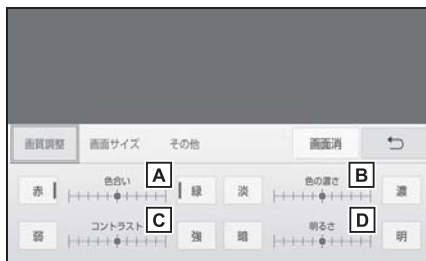 画質調整 画面サイズ その他 画面消
色合い A 色の濃さ B
赤 緑 淡 濃
コントラスト C 明るさ D
弱 強 暗 明